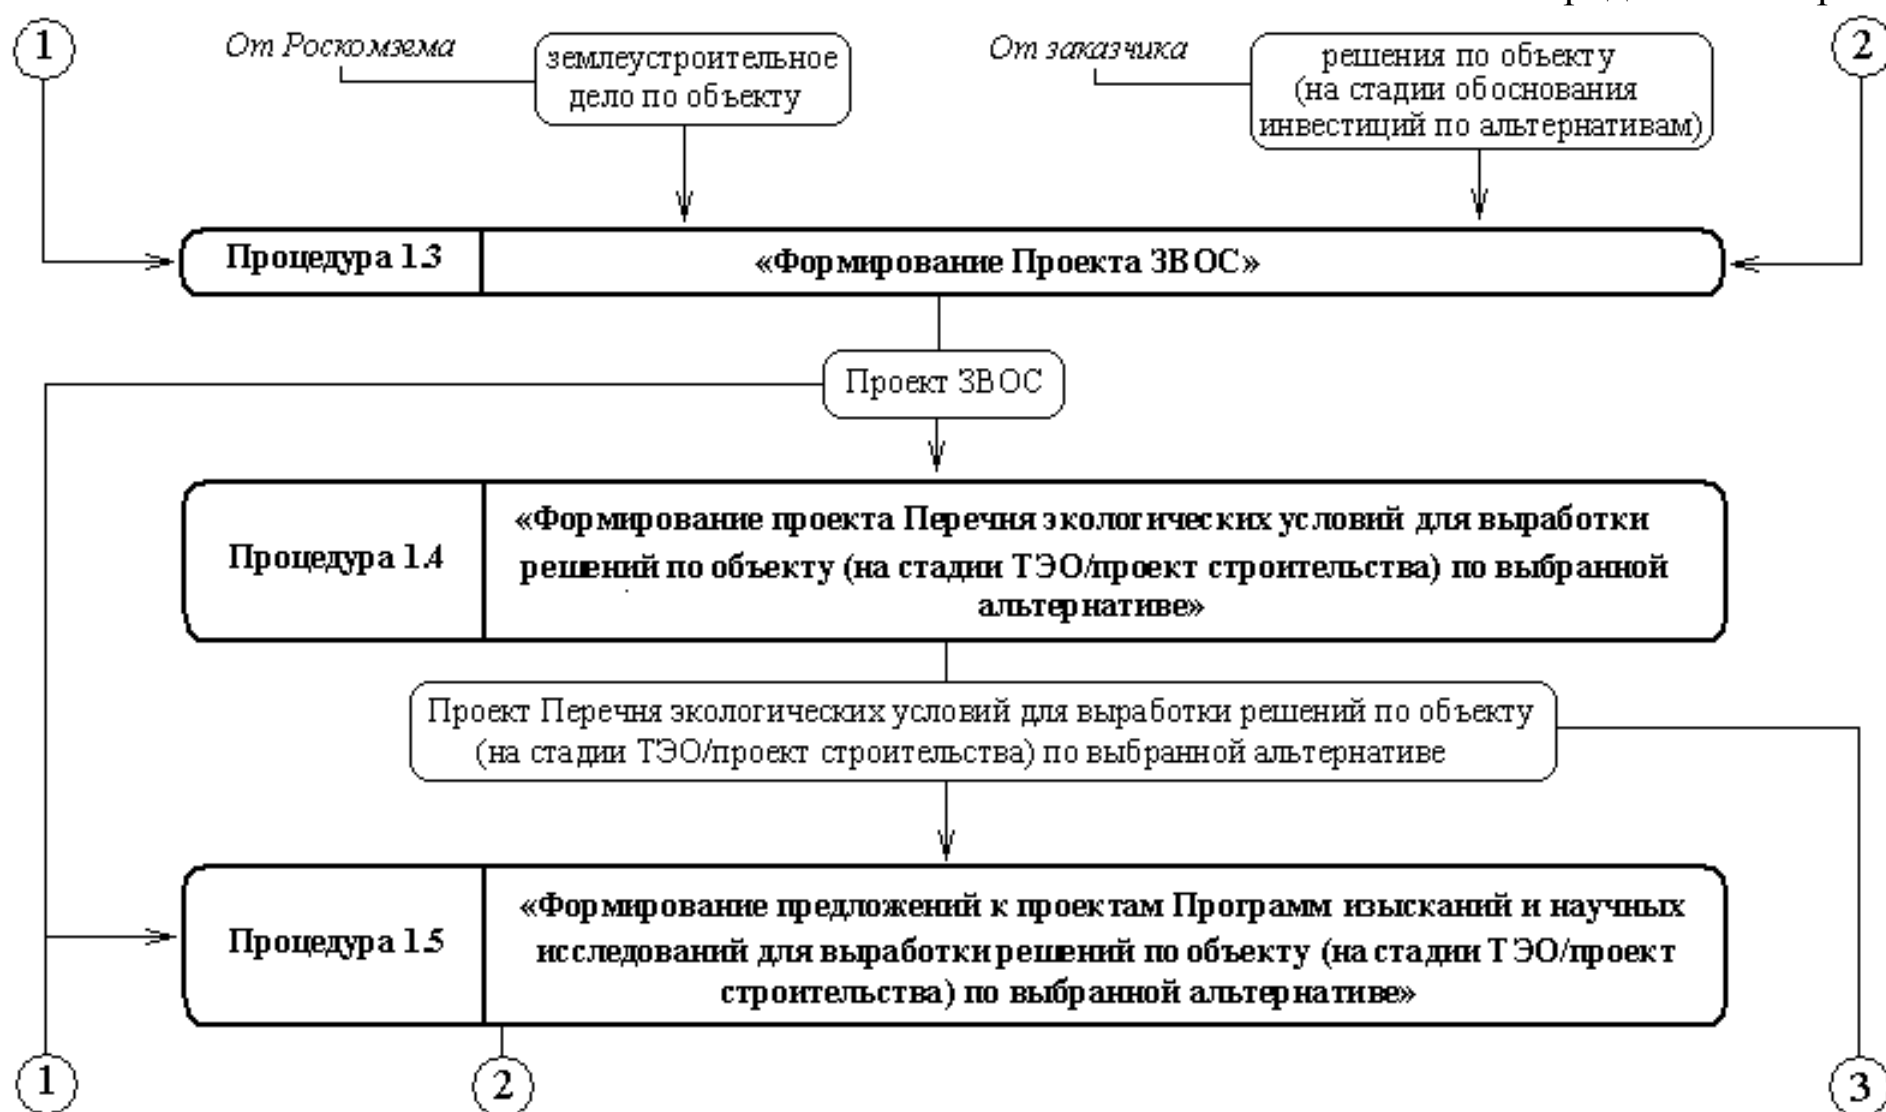 1
От Роскомзема
землеустроительное
дело по объекту
От заказчика
решения по объекту
(на стадии обоснования
инвестиций по альтернативам)
2
Процедура 1.3
«Формирование Проекта ЗВОС»
Проект ЗВОС
Процедура 1.4
«Формирование проекта Перечня экологических условий для выработки
решений по объекту (на стадии ТЭО/проект строительства) по выбранной
альтернативе»
Проект Перечня экологических условий для выработки решений по объекту
(на стадии ТЭО/проект строительства) по выбранной альтернативе
Процедура 1.5
«Формирование предложений к проектам Программ изысканий и научных
исследований для выработки решений по объекту (на стадии ТЭО/проект
строительства) по выбранной альтернативе»
1
2
3